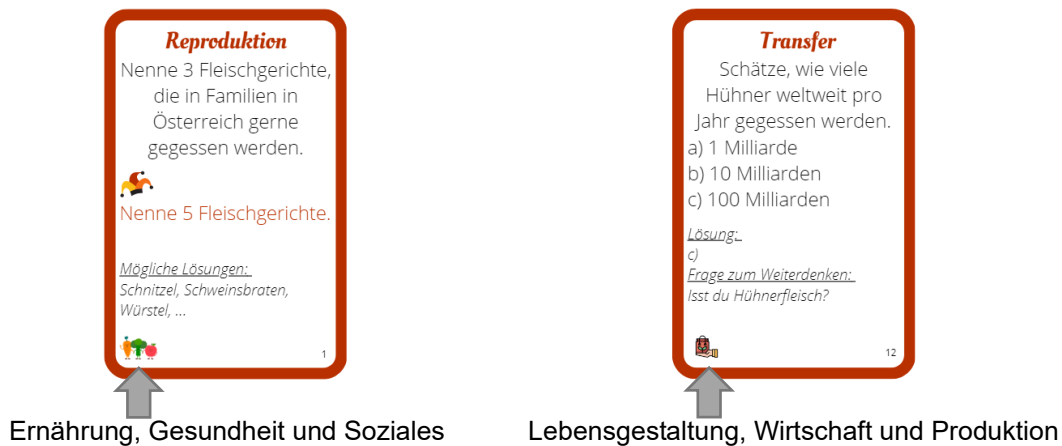 Reproduktion
Nenne 3 Fleischgerichte,
die in Familien in
Österreich gerne
gegessen werden.
Nenne 5 Fleischgerichte.
Mögliche Lösungen:
Schnitzel, Schweinsbraten,
Würstel, ...
1
Ernährung, Gesundheit und Soziales
Transfer
Schätze, wie viele
Hühner weltweit pro
Jahr gegessen werden.
a) 1 Milliarde
b) 10 Milliarden
c) 100 Milliarden
Lösung:
c)
Frage zum Weiterdenken:
Isst du Hühnerfleisch?
12
Lebensgestaltung, Wirtschaft und Produktion